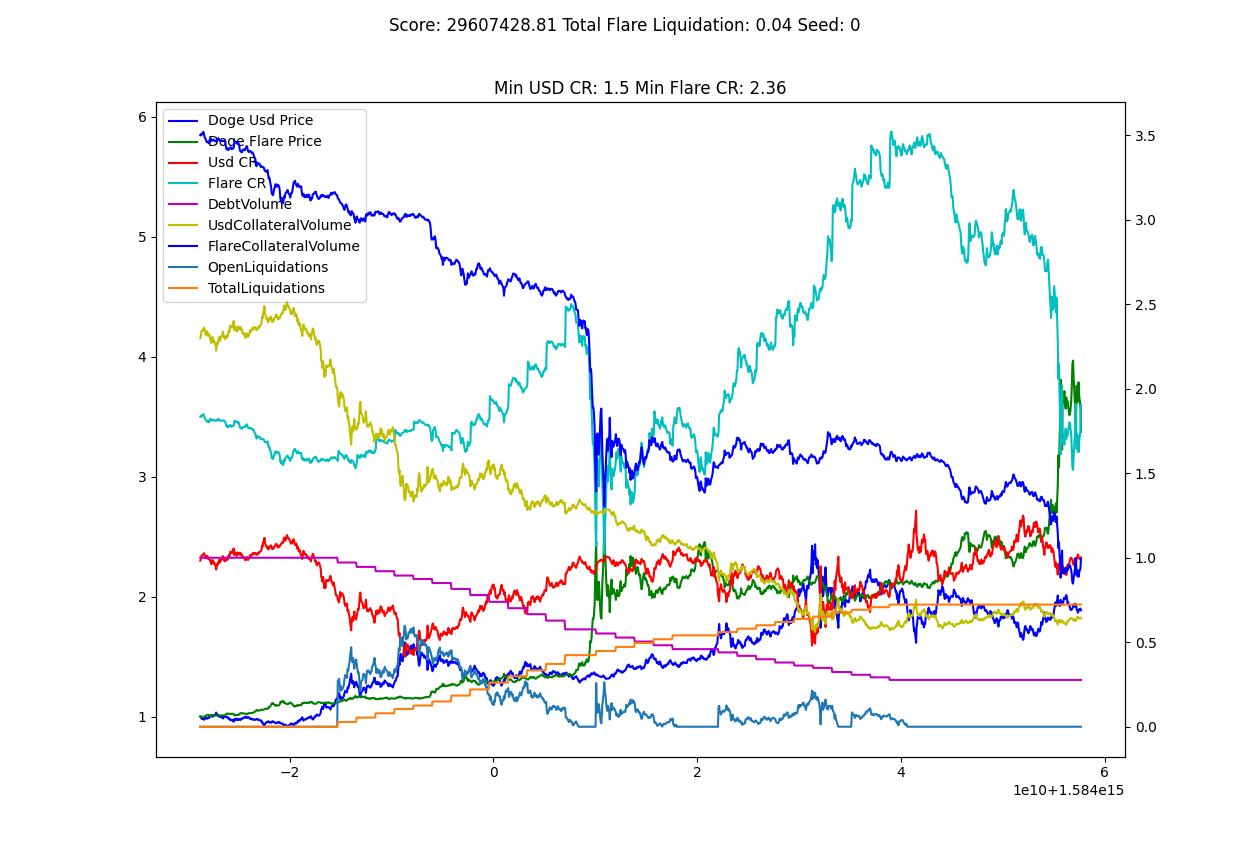 Score: 29607428.81 Total Flare Liquidation: 0.04 Seed: 0
Min USD CR: 1.5 Min Flare CR: 2.36
Doge Usd Price
Doge Flare Price
Usd CR
Flare CR
DebtVolume
UsdCollateralVolume
FlareCollateralVolume
OpenLiquidations
TotalLiquidations
6
5
4
3
2
1
3.5
3.0
2.5
2.0
1.5
1.0
0.5
0.0
−2
0
2
4
6
1e10+1.584e15